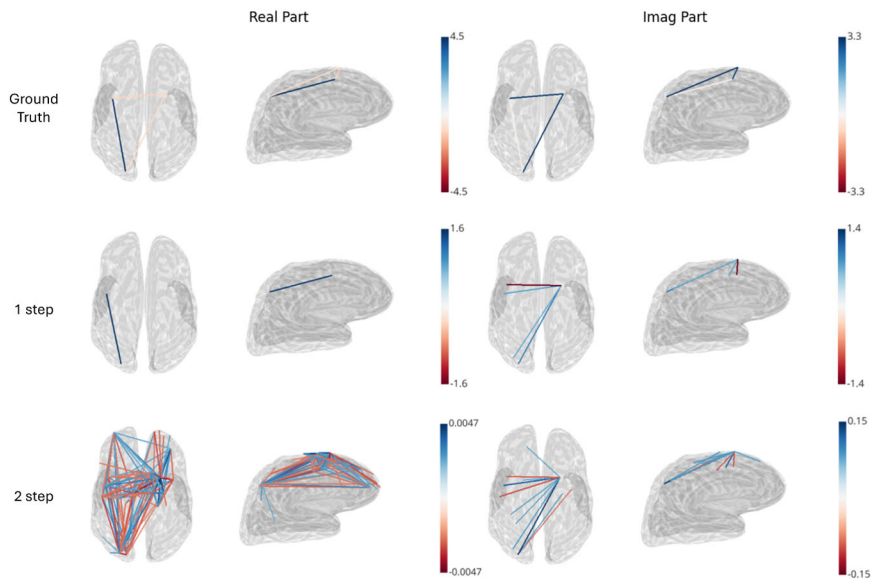 Real Part
Imag Part
Ground
Truth
4.5
-4.5
3.3
-3.3
1 step
1.6
-1.6
1.4
-1.4
2 step
0.0047
-0.0047
0.15
-0.15